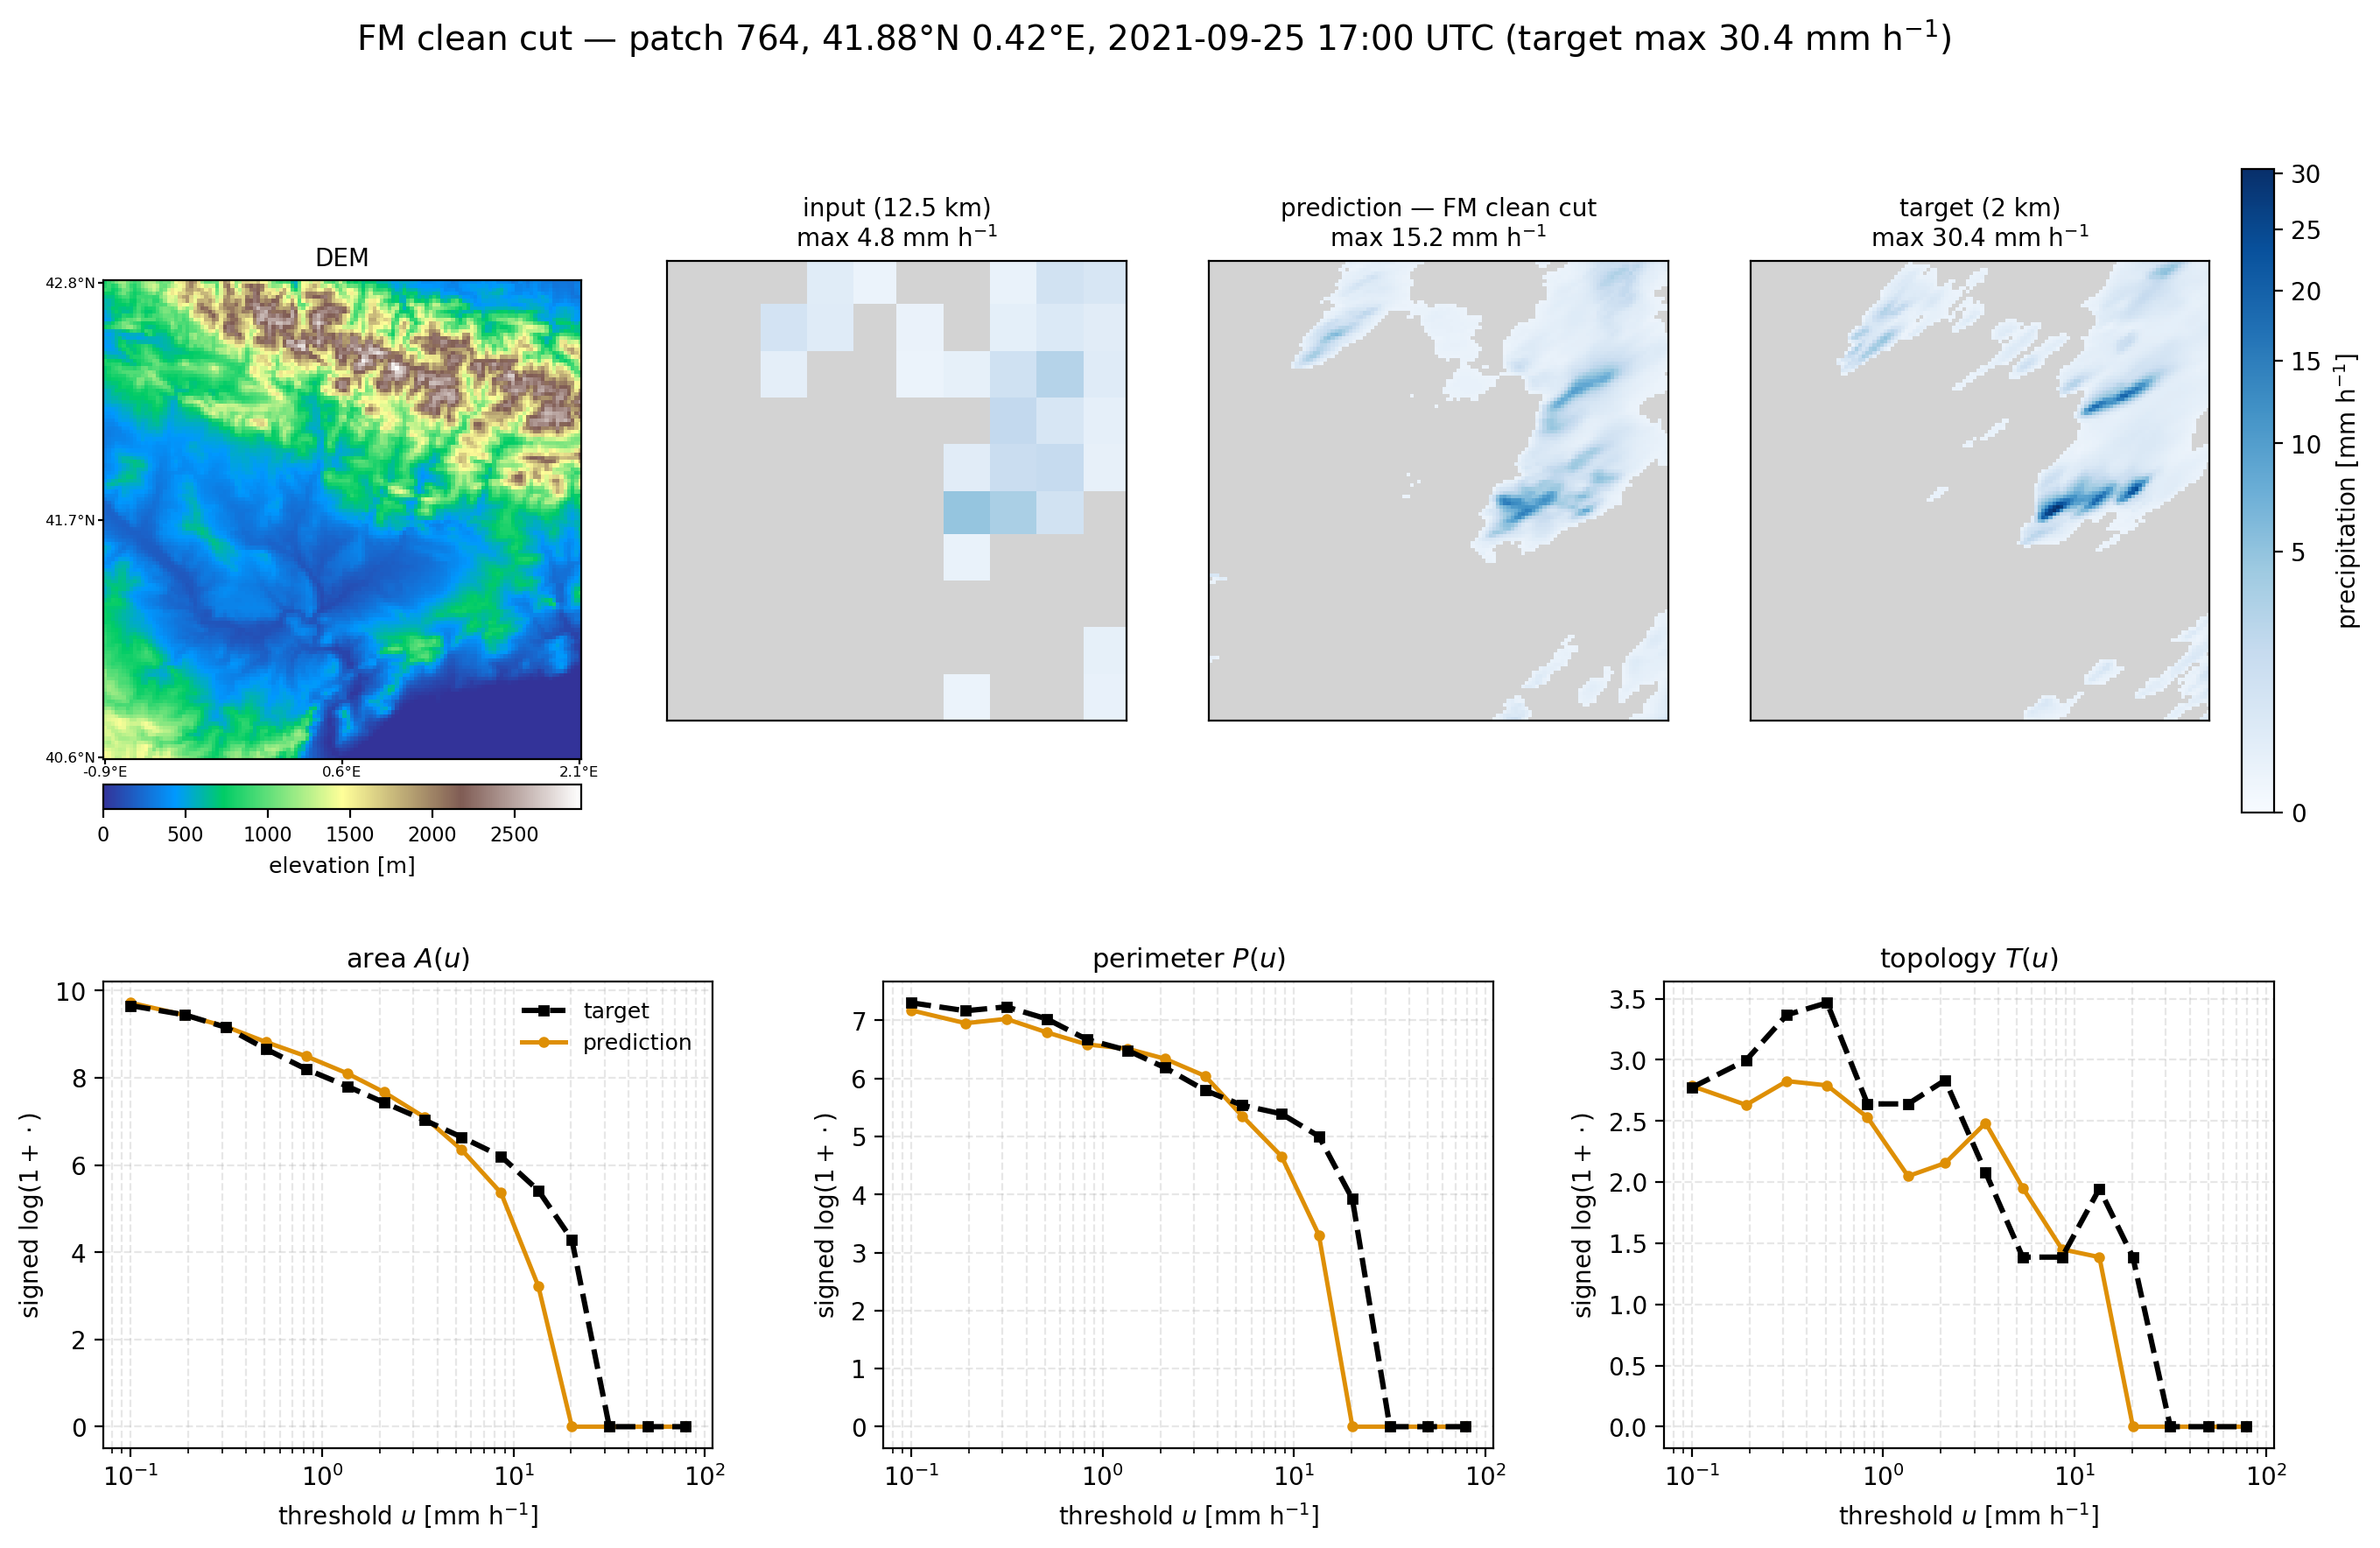 FM clean cut — patch 764, 41.88°N 0.42°E, 2021-09-25 17:00 UTC (target max 30.4 mm h⁻¹)
DEM
42.8°N
41.7°N
40.6°N
-0.9°E 0.6°E 2.1°E
0 500 1000 1500 2000 2500
elevation [m]
input (12.5 km)
max 4.8 mm h⁻¹
prediction — FM clean cut
max 15.2 mm h⁻¹
target (2 km)
max 30.4 mm h⁻¹
30
25
20
15
10
5
0
precipitation [mm h⁻¹]
area A(u)
target
prediction
10
8
6
4
2
0
signed log(1 + ·)
10⁻¹ 10⁰ 10¹ 10²
threshold u [mm h⁻¹]
perimeter P(u)
7
6
5
4
3
2
1
0
signed log(1 + ·)
10⁻¹ 10⁰ 10¹ 10²
threshold u [mm h⁻¹]
topology T(u)
3.5
3.0
2.5
2.0
1.5
1.0
0.5
0.0
signed log(1 + ·)
10⁻¹ 10⁰ 10¹ 10²
threshold u [mm h⁻¹]